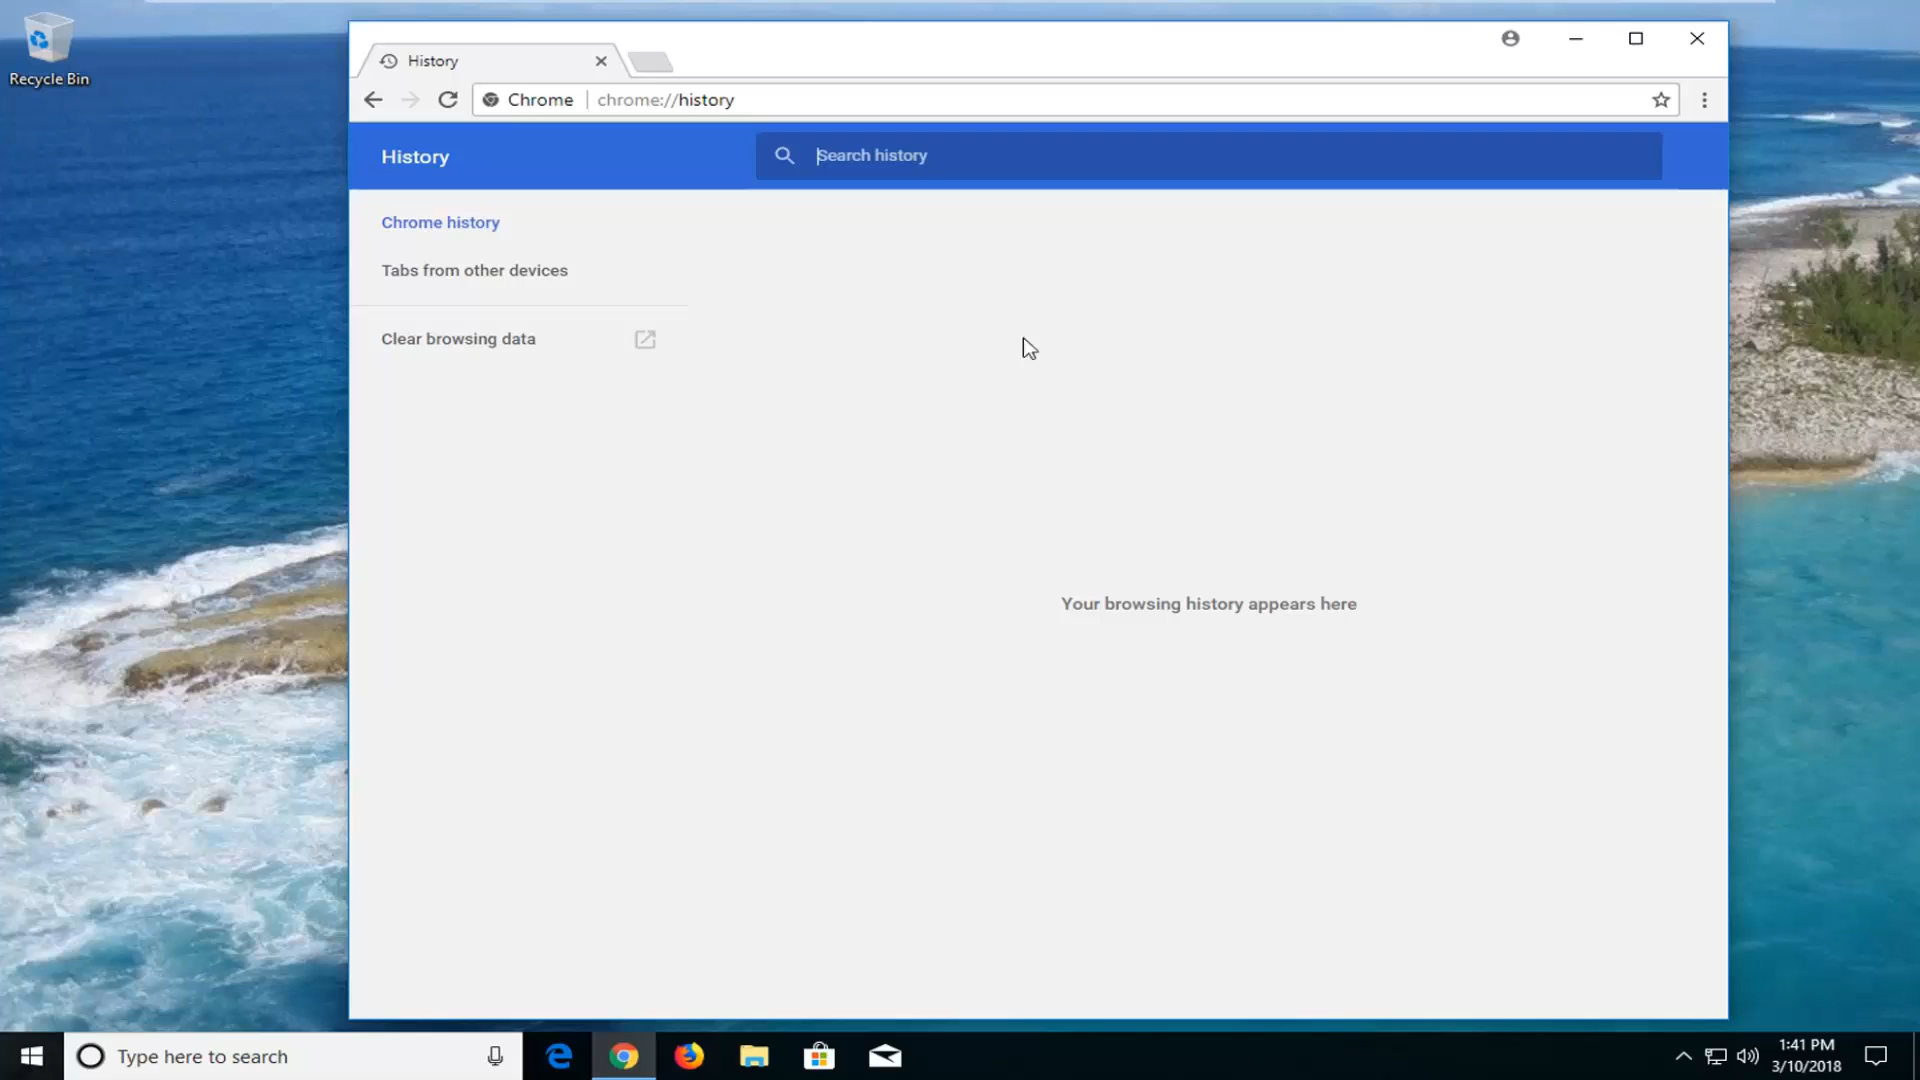 Recycle Bin
History
Chrome
chrome://history
History
Search history
Chrome history
Tabs from other devices
Clear browsing data
Your browsing history appears here
Type here to search
1:41 PM
3/10/2018